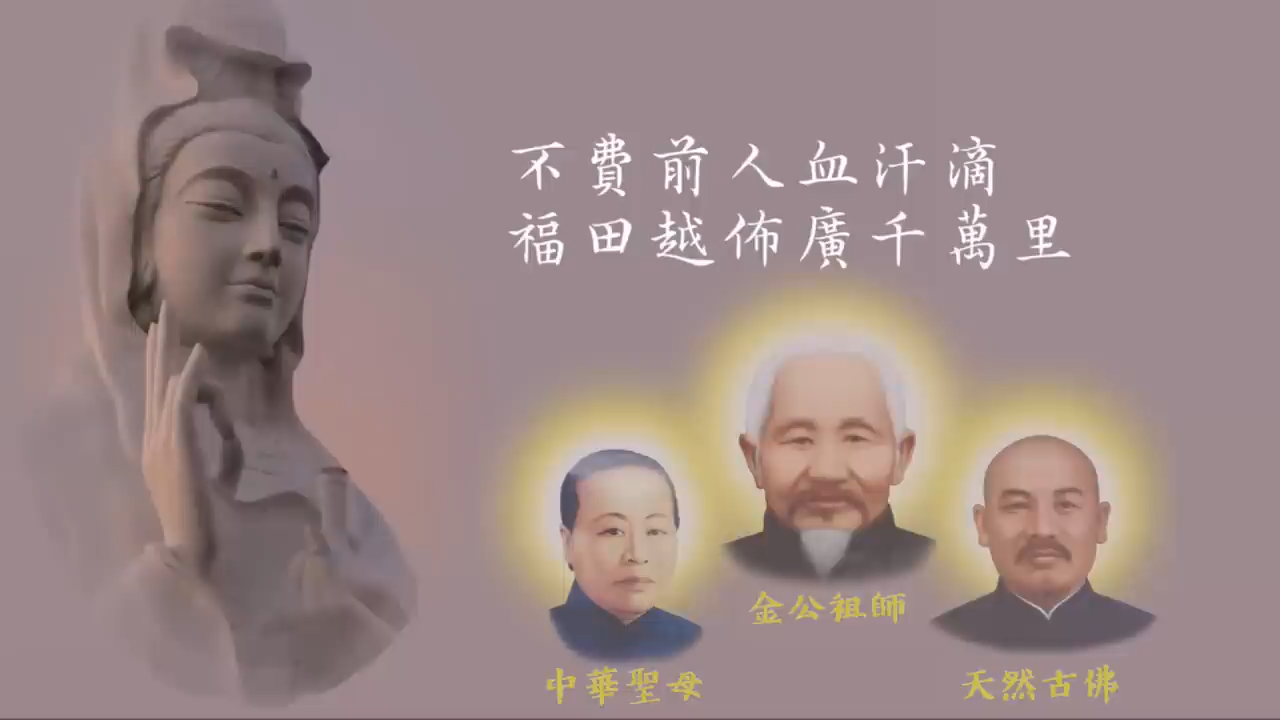 不費前人血汗滴
福田越佈廣千萬里
金公祖師
中華聖母
天然古佛